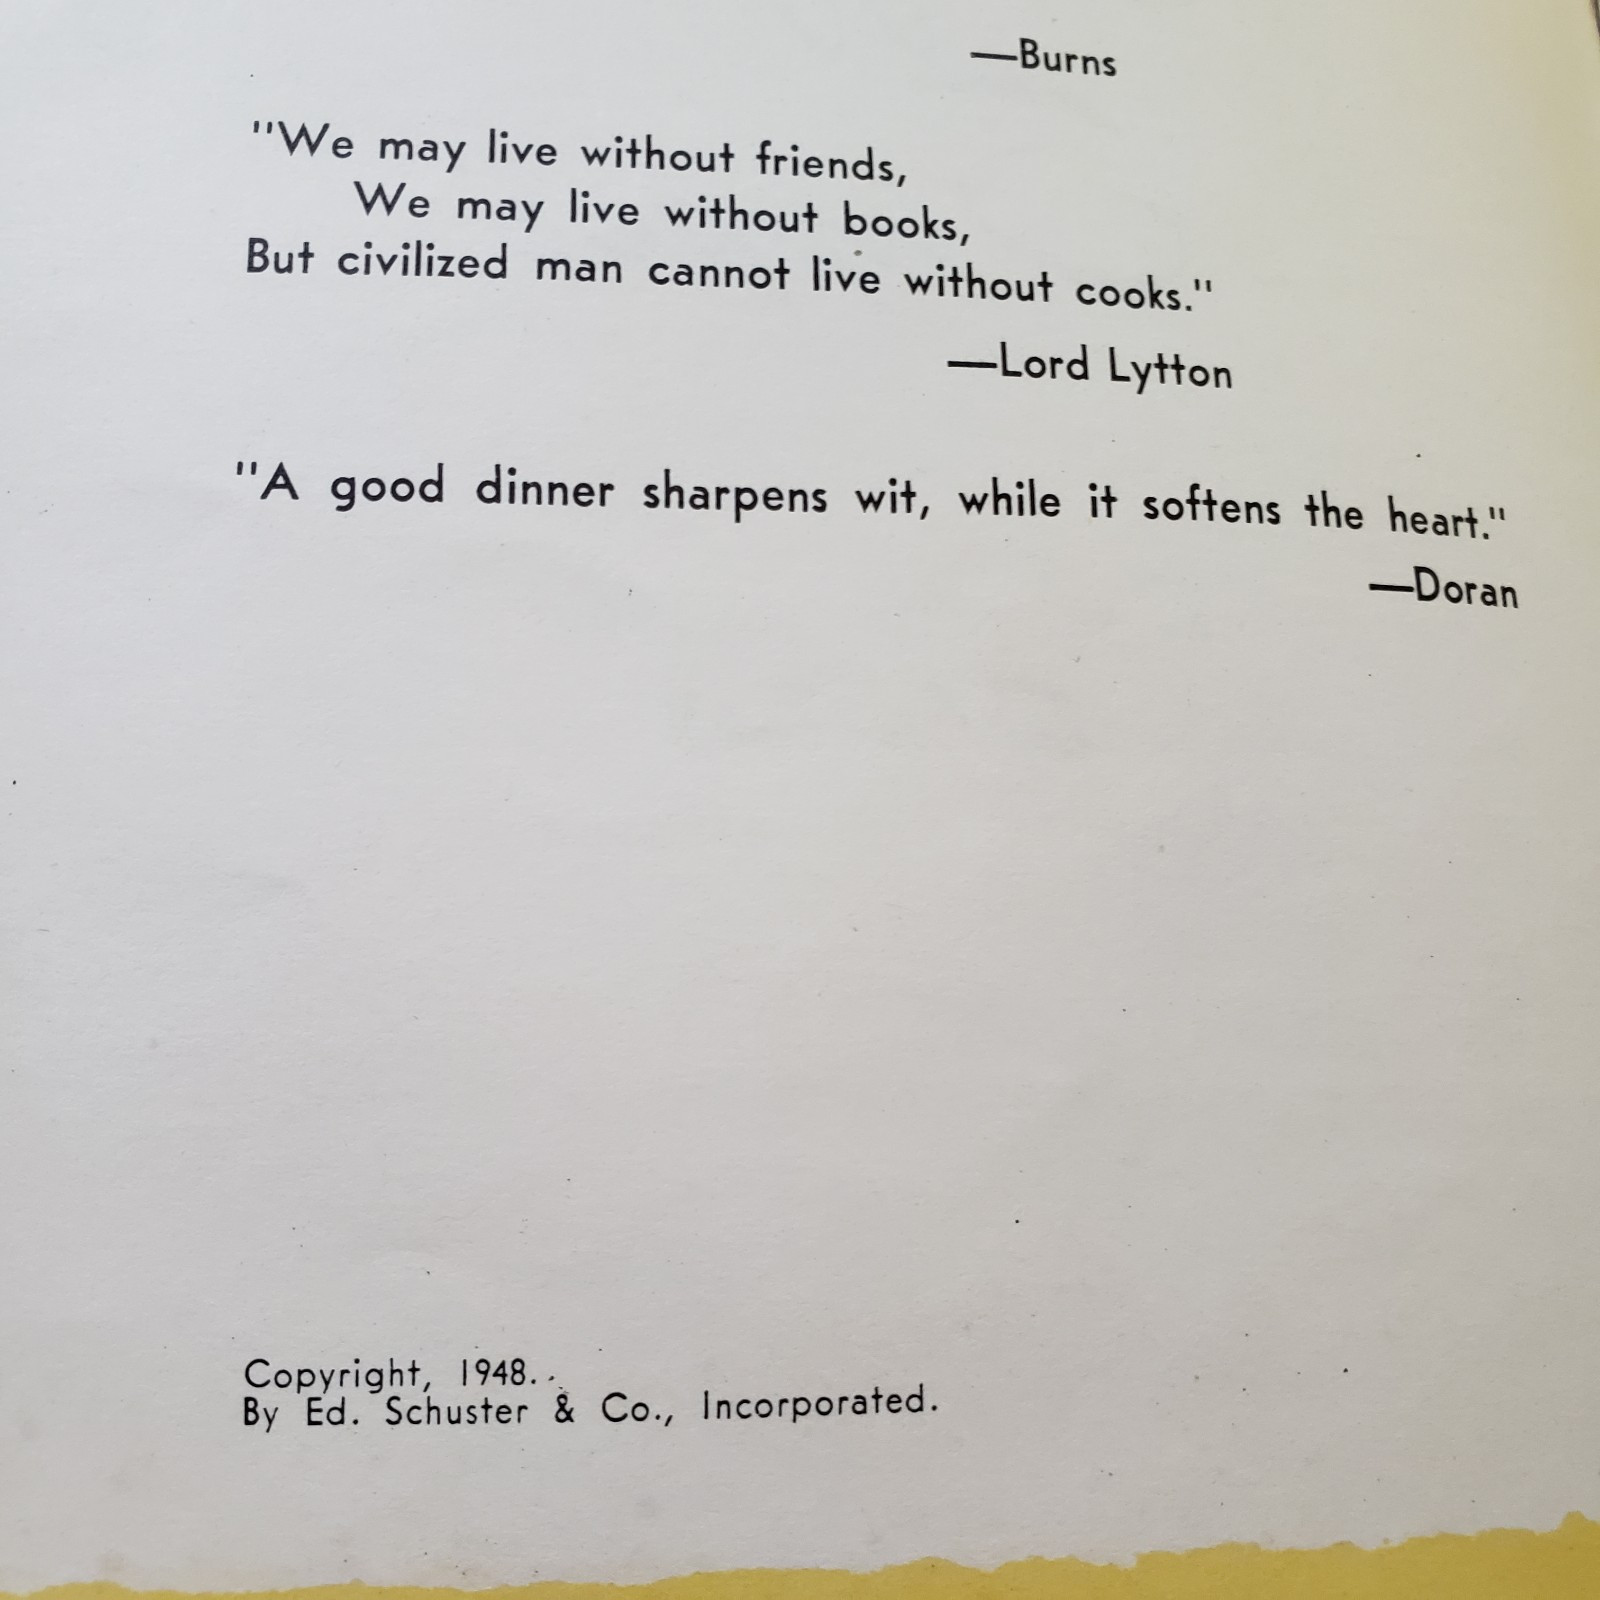 —Burns
"We may live without friends,
We may live without books,
But civilized man cannot live without cooks."
—Lord Lytton
"A good dinner sharpens wit, while it softens the heart."
—Doran
Copyright, 1948.
By Ed. Schuster & Co., Incorporated.